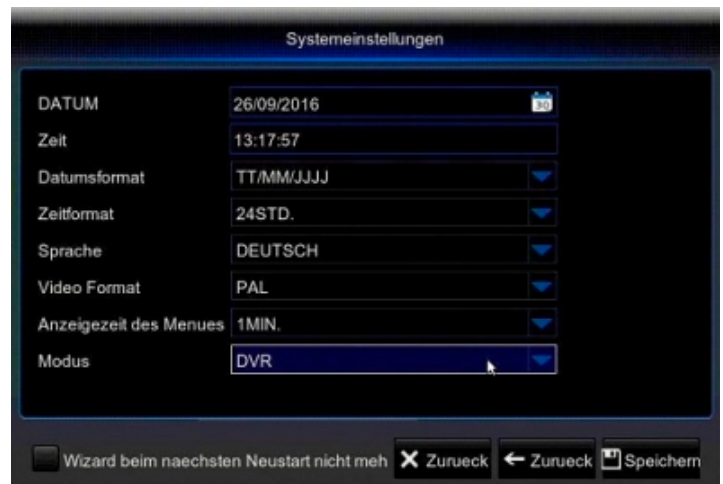 Systemeinstellungen
DATUM 26/09/2016 30
Zeit 13:17:57
Datumsformat TT/MM/JJJJ
Zeitformat 24STD.
Sprache DEUTSCH
Video Format PAL
Anzeigezeit des Menues 1MIN.
Modus DVR
Wizard beim naechsten Neustart nicht meh X Zurueck ← Zurueck Speichern